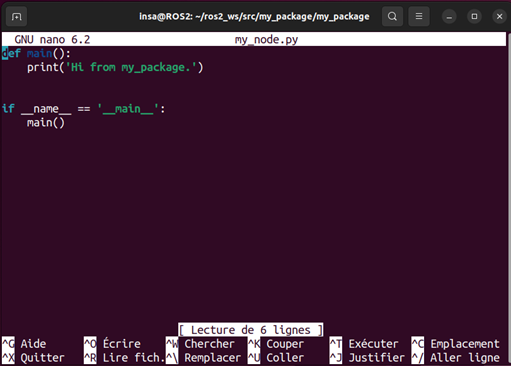 insa@ROS2: ~/ros2_ws/src/my_package/my_package
GNU nano 6.2 my_node.py
def main():
    print('Hi from my_package.')
if __name__ == '__main__':
    main()
[ Lecture de 6 lignes ]
^G Aide ^O Écrire ^W Chercher ^K Couper ^T Exécuter ^C Emplacement
^X Quitter ^R Lire fich. ^\ Remplacer ^U Coller ^J Justifier ^/ Aller ligne